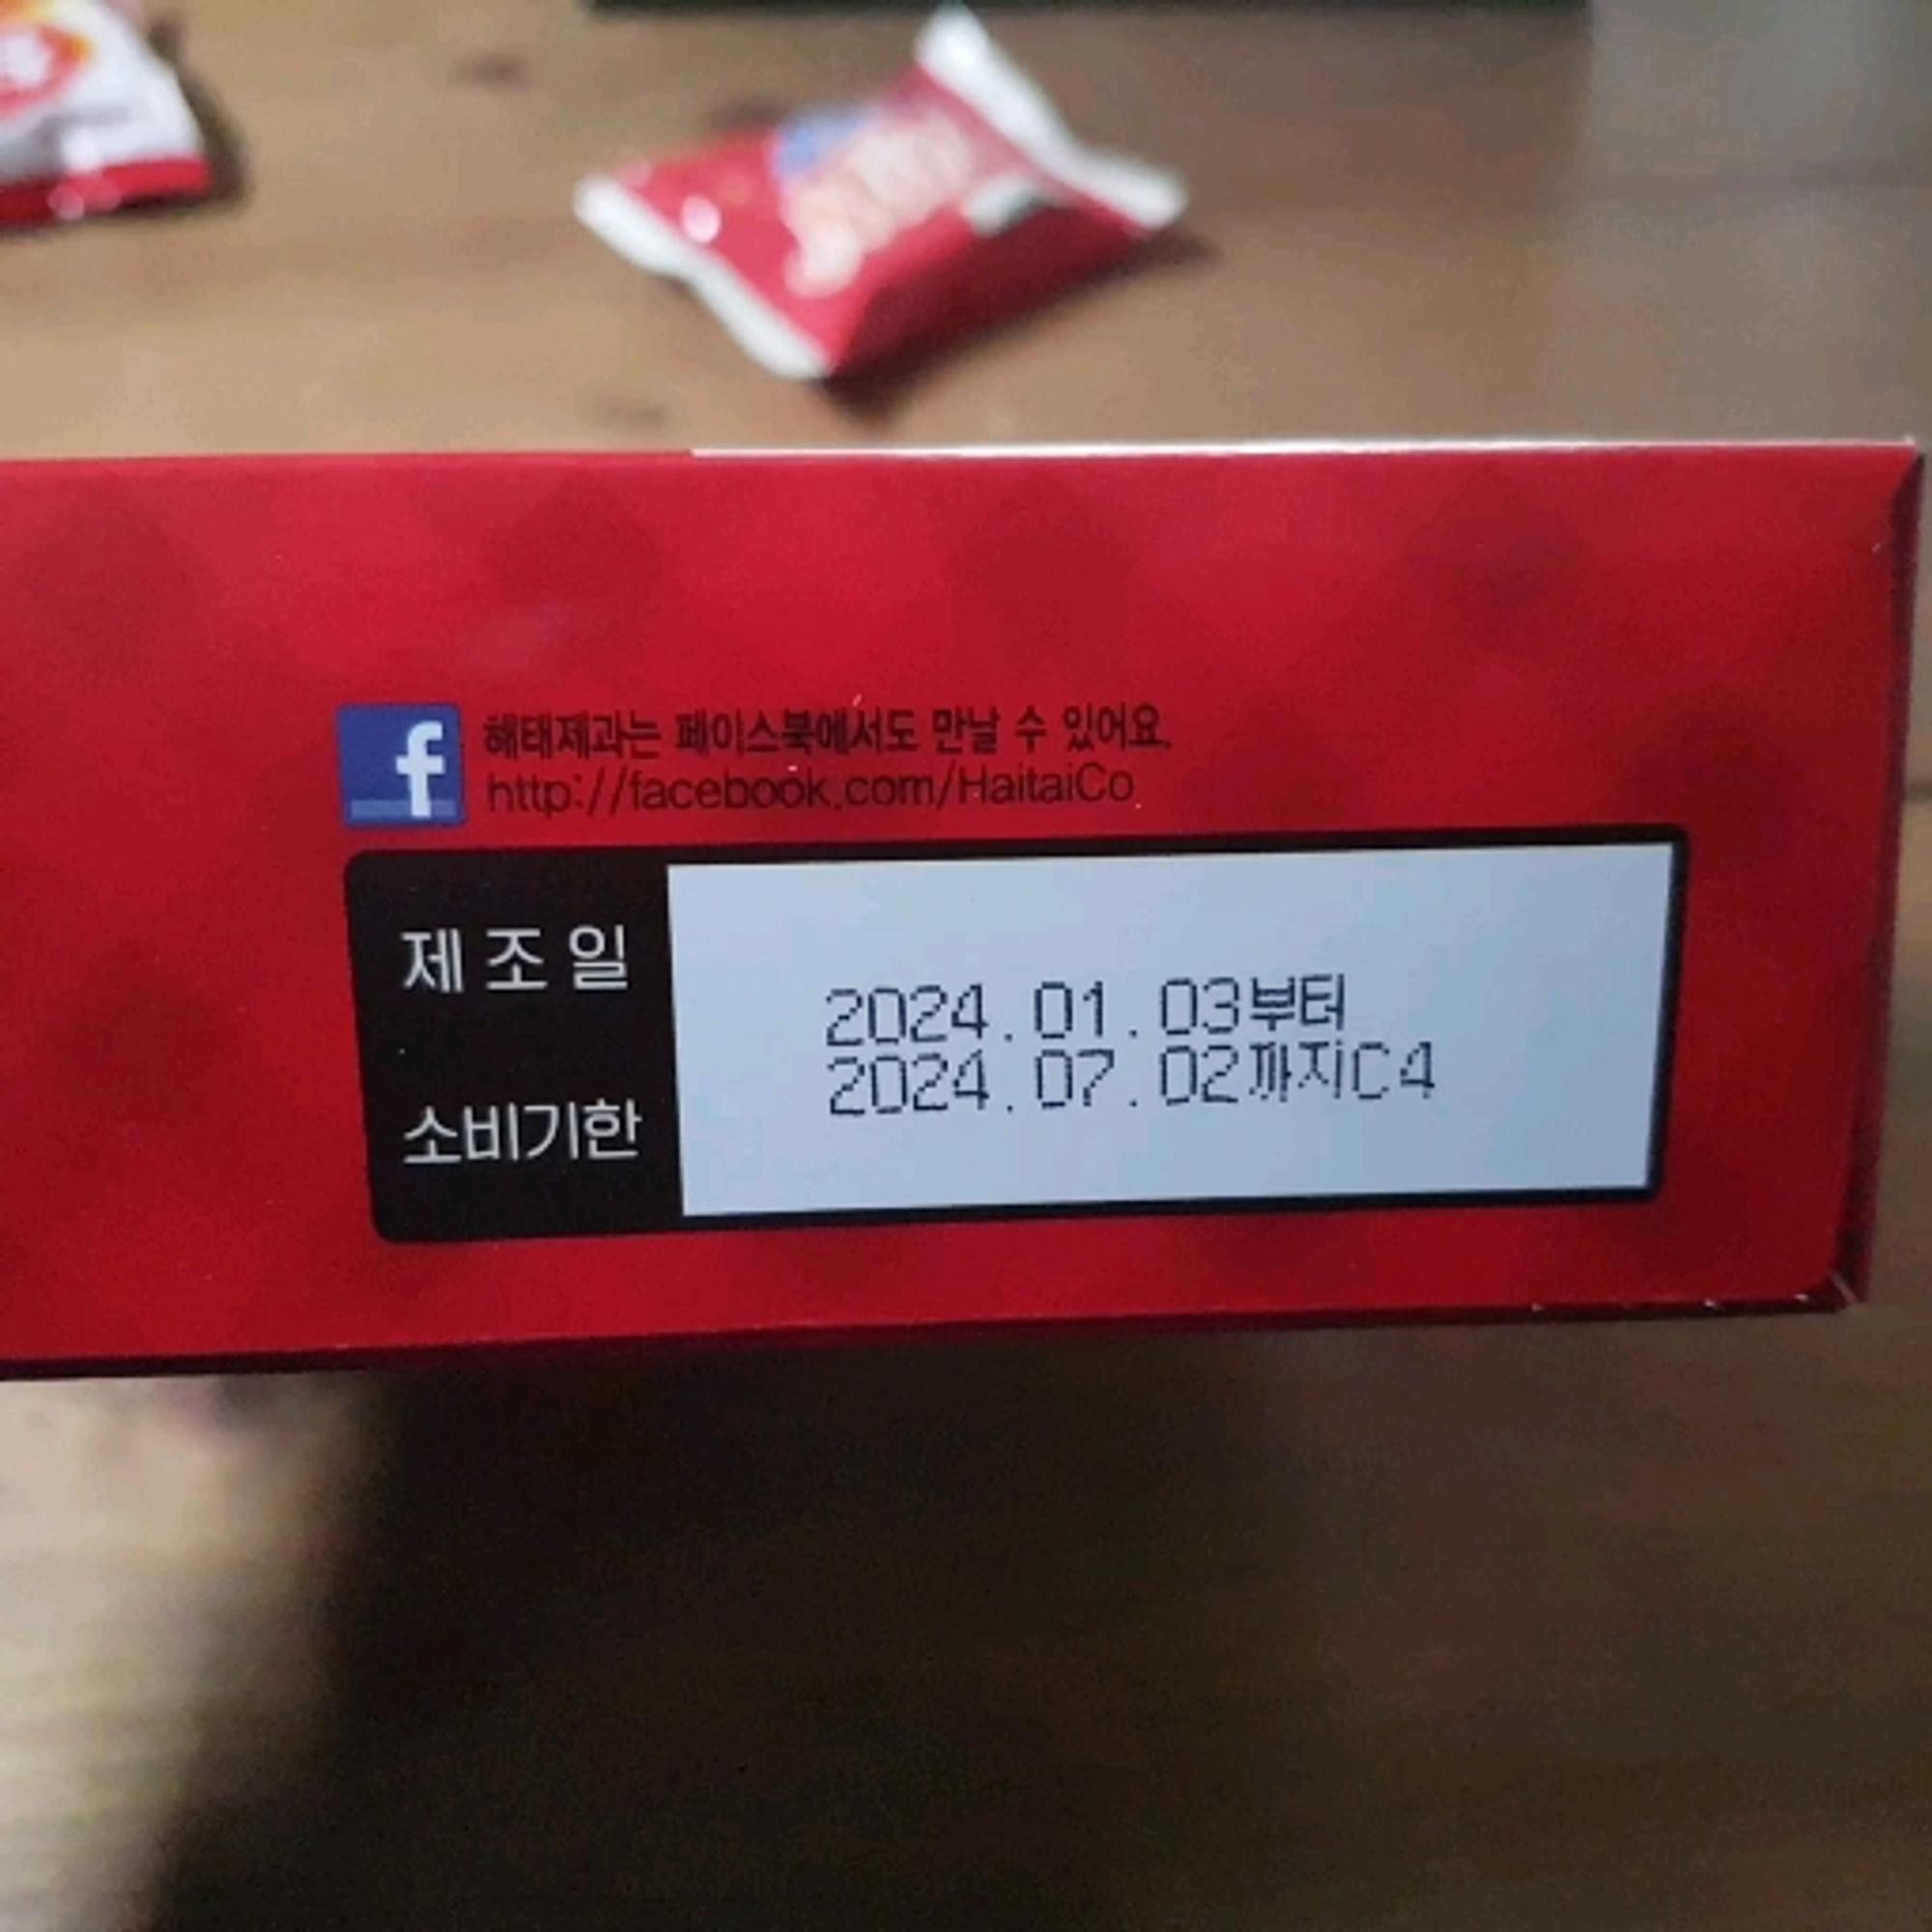 f 해태제과는 페이스북에서도 만날 수 있어요.
http://facebook.com/HaitaiCo
제조일
2024.01.03부터
2024.07.02까지C4
소비기한